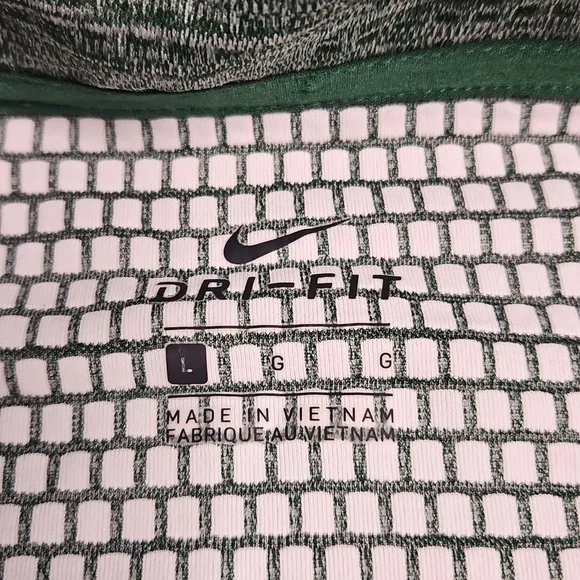 DRI-FIT
L G G
MADE IN VIETNAM
FABRIQUE AU VIETNAM